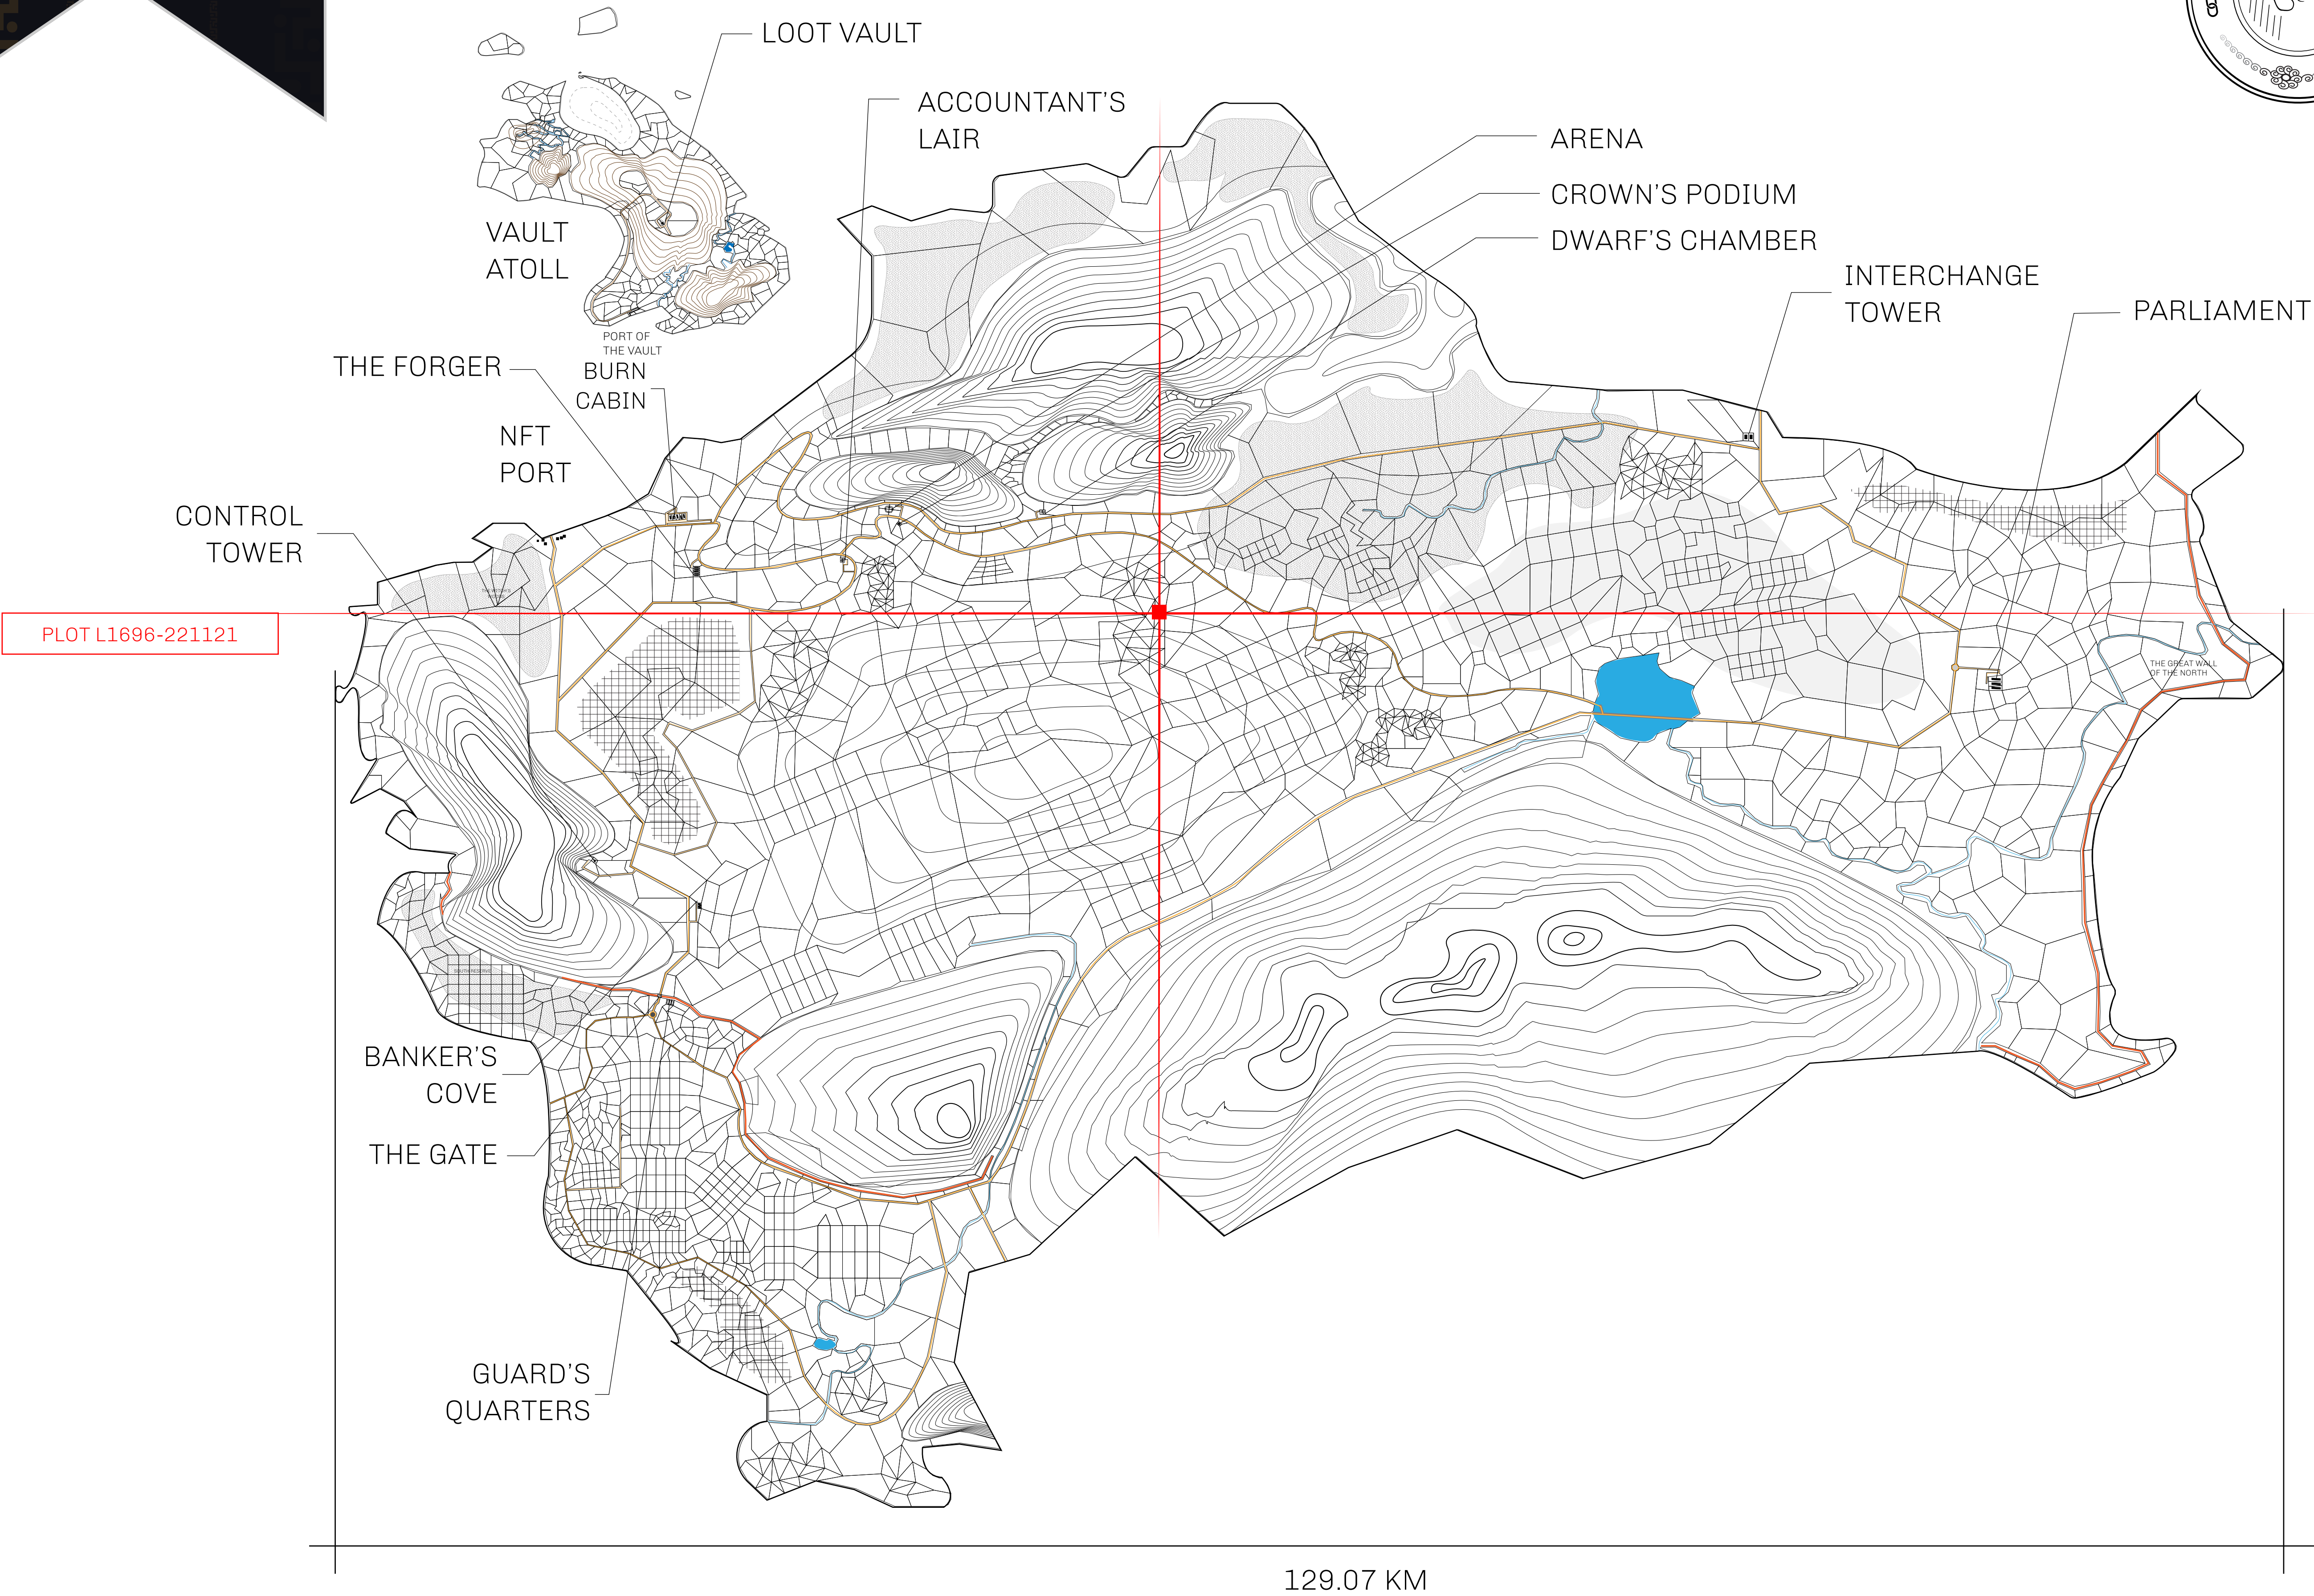 LOOT VAULT
ACCOUNTANT'S
LAIR
ARENA
CROWN'S PODIUM
DWARF'S CHAMBER
VAULT
ATOLL
INTERCHANGE
TOWER
PARLIAMENT
PORT OF
THE VAULT
THE FORGER
BURN
CABIN
NFT
PORT
CONTROL
TOWER
PLOT L1696-221121
THE GREAT WALL
OF THE NORTH
SOUTH RESERVE
BANKER'S
COVE
THE GATE
GUARD'S
QUARTERS
129.07 KM